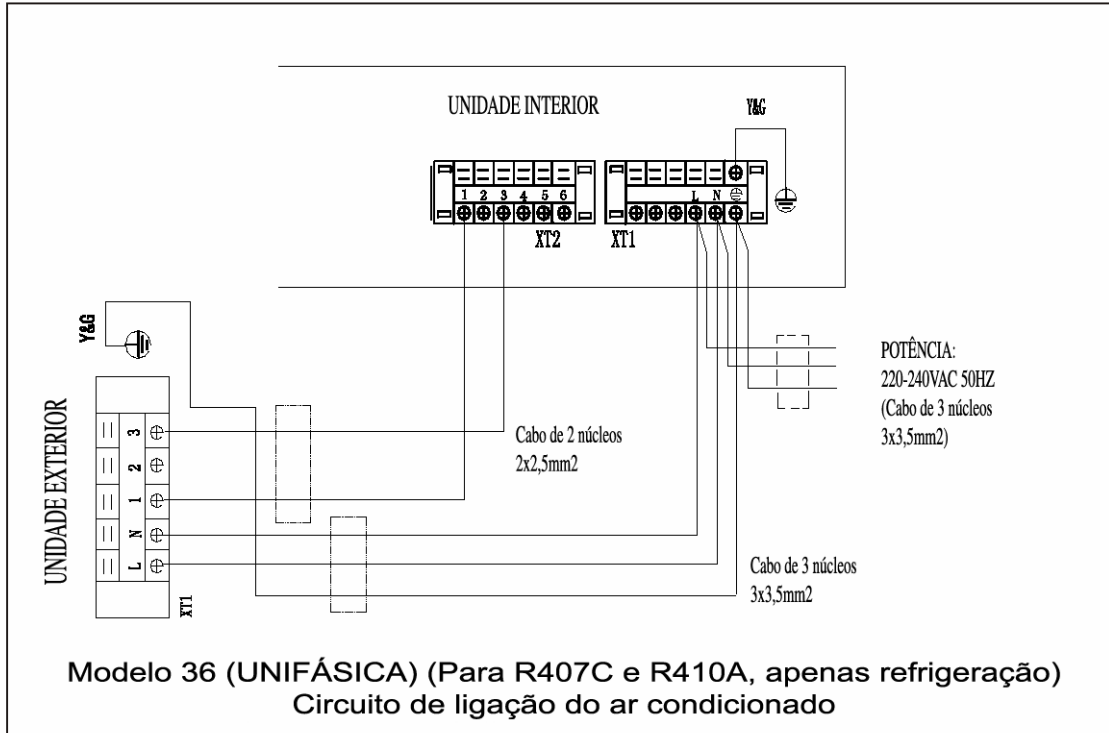 UNIDADE INTERIOR
Y&G
1 2 3 4 5 6
L N
XT2
XT1
Y&G
UNIDADE EXTERIOR
3
2
1
N
L
XT1
POTÊNCIA:
220-240VAC 50HZ
(Cabo de 3 núcleos
3x3,5mm2)
Cabo de 2 núcleos
2x2,5mm2
Cabo de 3 núcleos
3x3,5mm2
Modelo 36 (UNIFÁSICA) (Para R407C e R410A, apenas refrigeração)
Circuito de ligação do ar condicionado